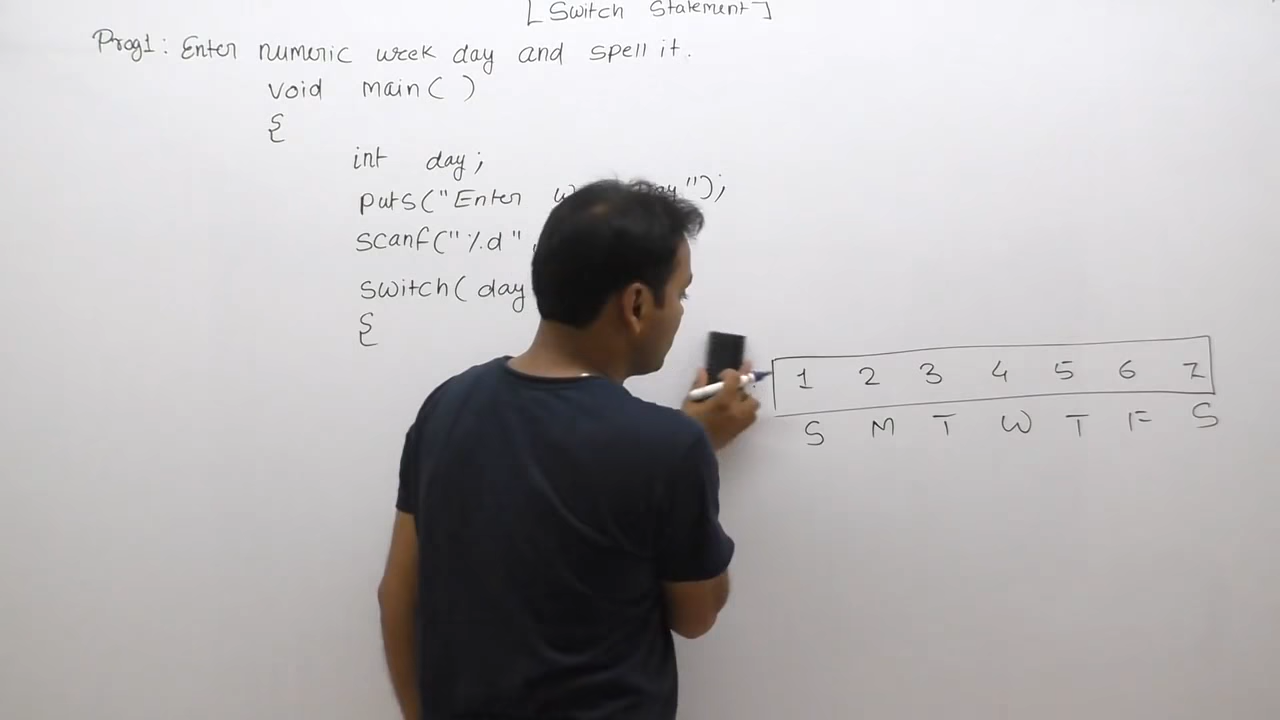 [Switch Statement]
Prog1: Enter numeric week day and spell it.
void main( )
{
int day;
puts("Enter ");
scanf("%d"
switch( day
{
1 2 3 4 5 6 7
S M T W T F S